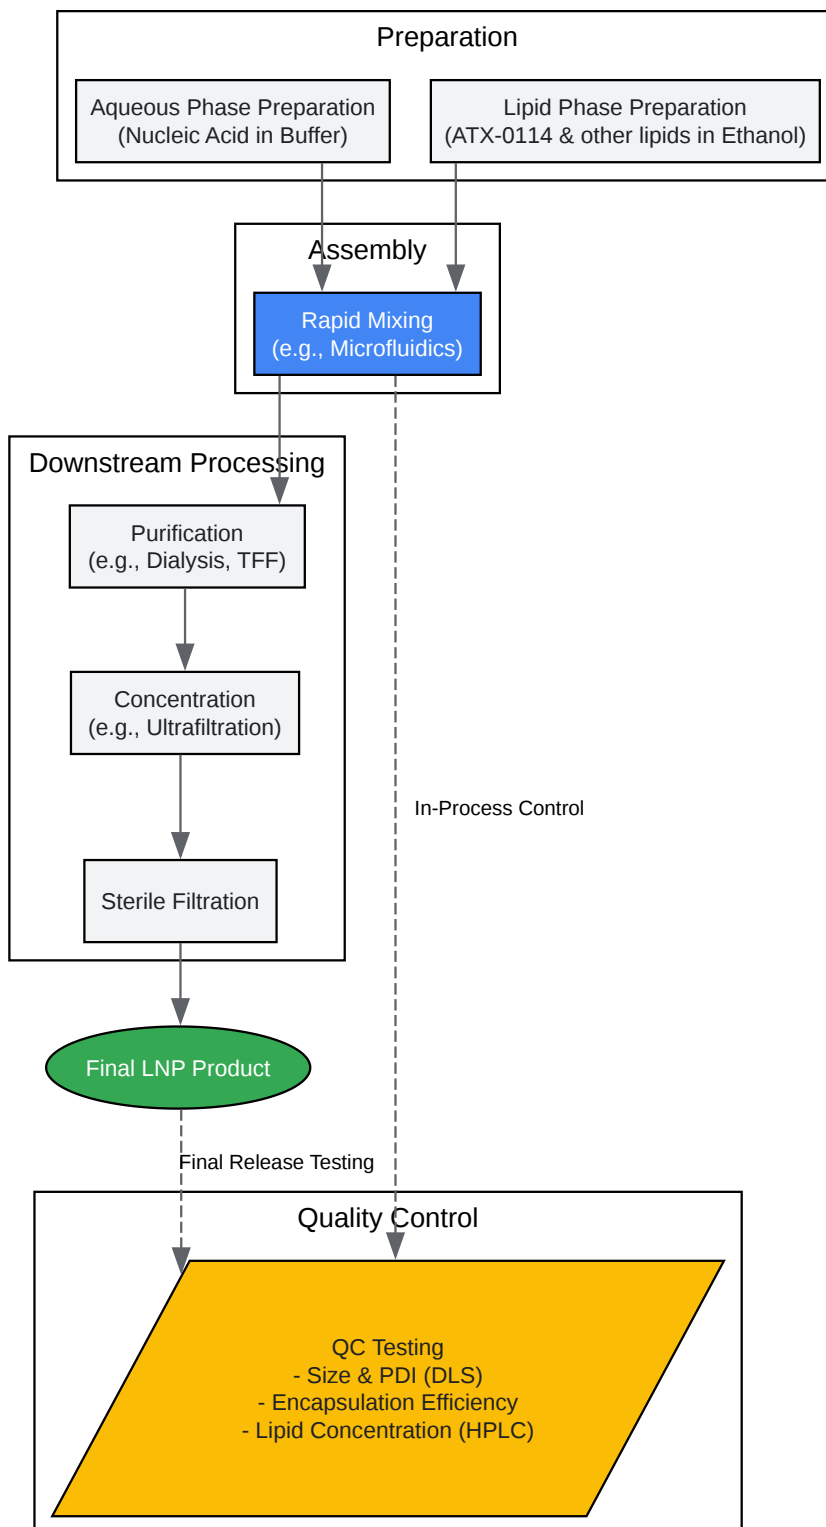 Preparation
Aqueous Phase Preparation
(Nucleic Acid in Buffer)
Lipid Phase Preparation
(ATX-0114 & other lipids in Ethanol)
Assembly
Rapid Mixing
(e.g., Microfluidics)
Downstream Processing
Purification
(e.g., Dialysis, TFF)
Concentration
(e.g., Ultrafiltration)
In-Process Control
Sterile Filtration
Final LNP Product
Final Release Testing
Quality Control
QC Testing
- Size & PDI (DLS)
- Encapsulation Efficiency
- Lipid Concentration (HPLC)